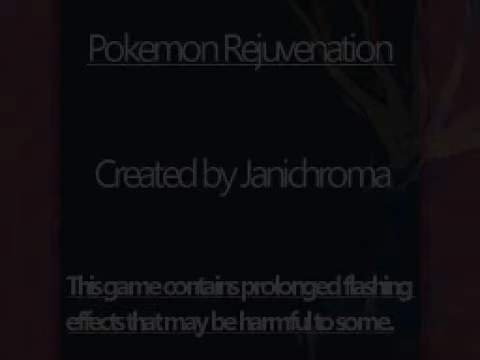 Pokemon Rejuvenation
Created by Janichroma
This game contains prolonged flashing
effects that may be harmful to some.